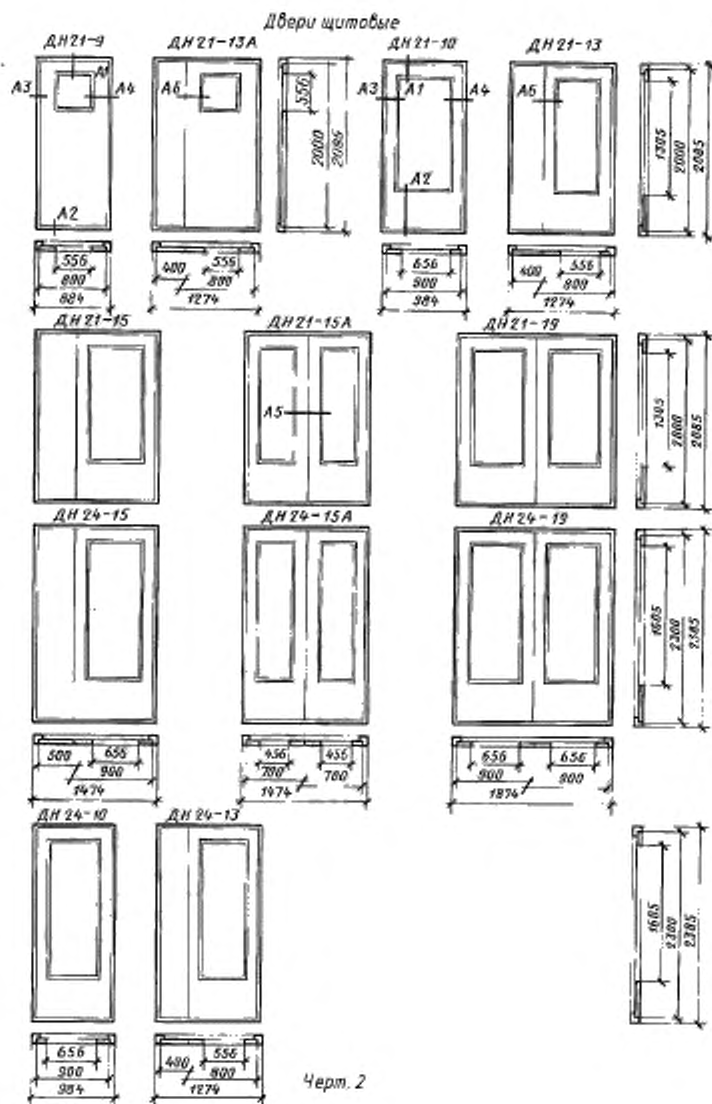 Двери щитовые
ДН 21-9 ДН 21-13А ДН 21-10 ДН 21-13
А1
А3 А4 А6 А3 А1 А4 А6
А2 А2
556 2000 2085
1305 2000 2085
556 400 556 656 400 556
800 800 900 800
884 1274 984 1274
ДН 21-15 ДН 21-15А ДН 21-19
А5
1305 2000 2085
ДН 24-15 ДН 24-15А ДН 24-19
1605 2300 2385
500 656 456 456 656 656
900 700 700 900 900
1474 1474 1874
ДН 24-10 ДН 24-13
1605 2300 2385
656 400 556
900 800
984 1274
Черт. 2